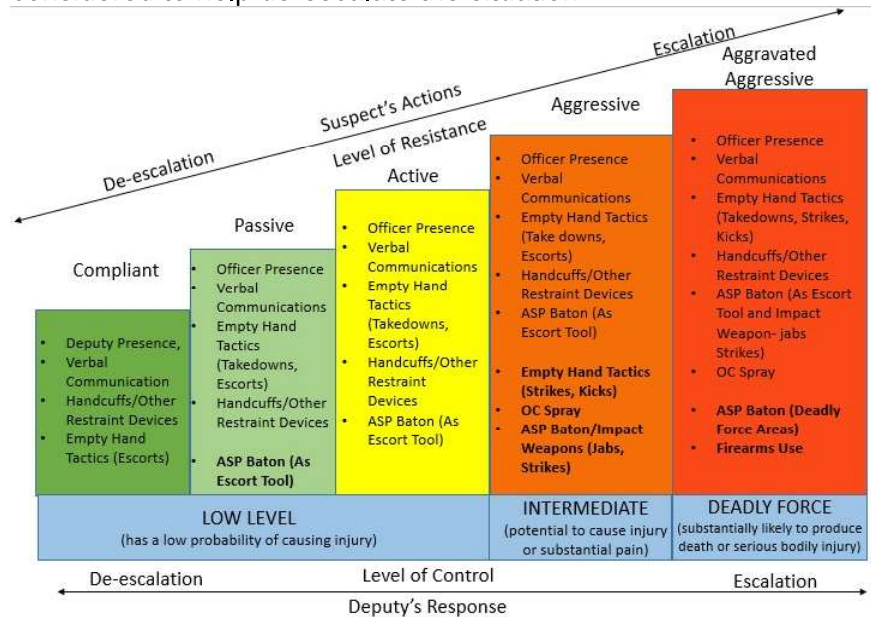 Escalation
Suspect's Actions
De-escalation
Level of Resistance
Compliant
• Deputy Presence,
• Verbal
Communication
• Handcuffs/Other
Restraint Devices
• Empty Hand
Tactics (Escorts)
Passive
• Officer Presence
• Verbal
Communications
• Empty Hand
Tactics
(Takedowns,
Escorts)
• Handcuffs/Other
Restraint Devices
• ASP Baton (As
Escort Tool)
Active
• Officer Presence
• Verbal
Communications
• Empty Hand
Tactics
(Takedowns,
Escorts)
• Handcuffs/Other
Restraint
Devices
• ASP Baton (As
Escort Tool)
Aggressive
• Officer Presence
• Verbal
Communications
• Empty Hand Tactics
(Take downs,
Escorts)
• Handcuffs/Other
Restraint Devices
• ASP Baton (As
Escort Tool)
• Empty Hand Tactics
(Strikes, Kicks)
• OC Spray
• ASP Baton/Impact
Weapons (Jabs,
Strikes)
Aggravated
Aggressive
• Officer Presence
• Verbal
Communications
• Empty Hand Tactics
(Takedowns, Strikes,
Kicks)
• Handcuffs/Other
Restraint Devices
• ASP Baton (As Escort
Tool and Impact
Weapon- jabs
Strikes)
• OC Spray
• ASP Baton (Deadly
Force Areas)
• Firearms Use
LOW LEVEL
(has a low probability of causing injury)
INTERMEDIATE
(potential to cause injury
or substantial pain)
DEADLY FORCE
(substantially likely to produce
death or serious bodily injury)
De-escalation
Level of Control
Escalation
Deputy's Response